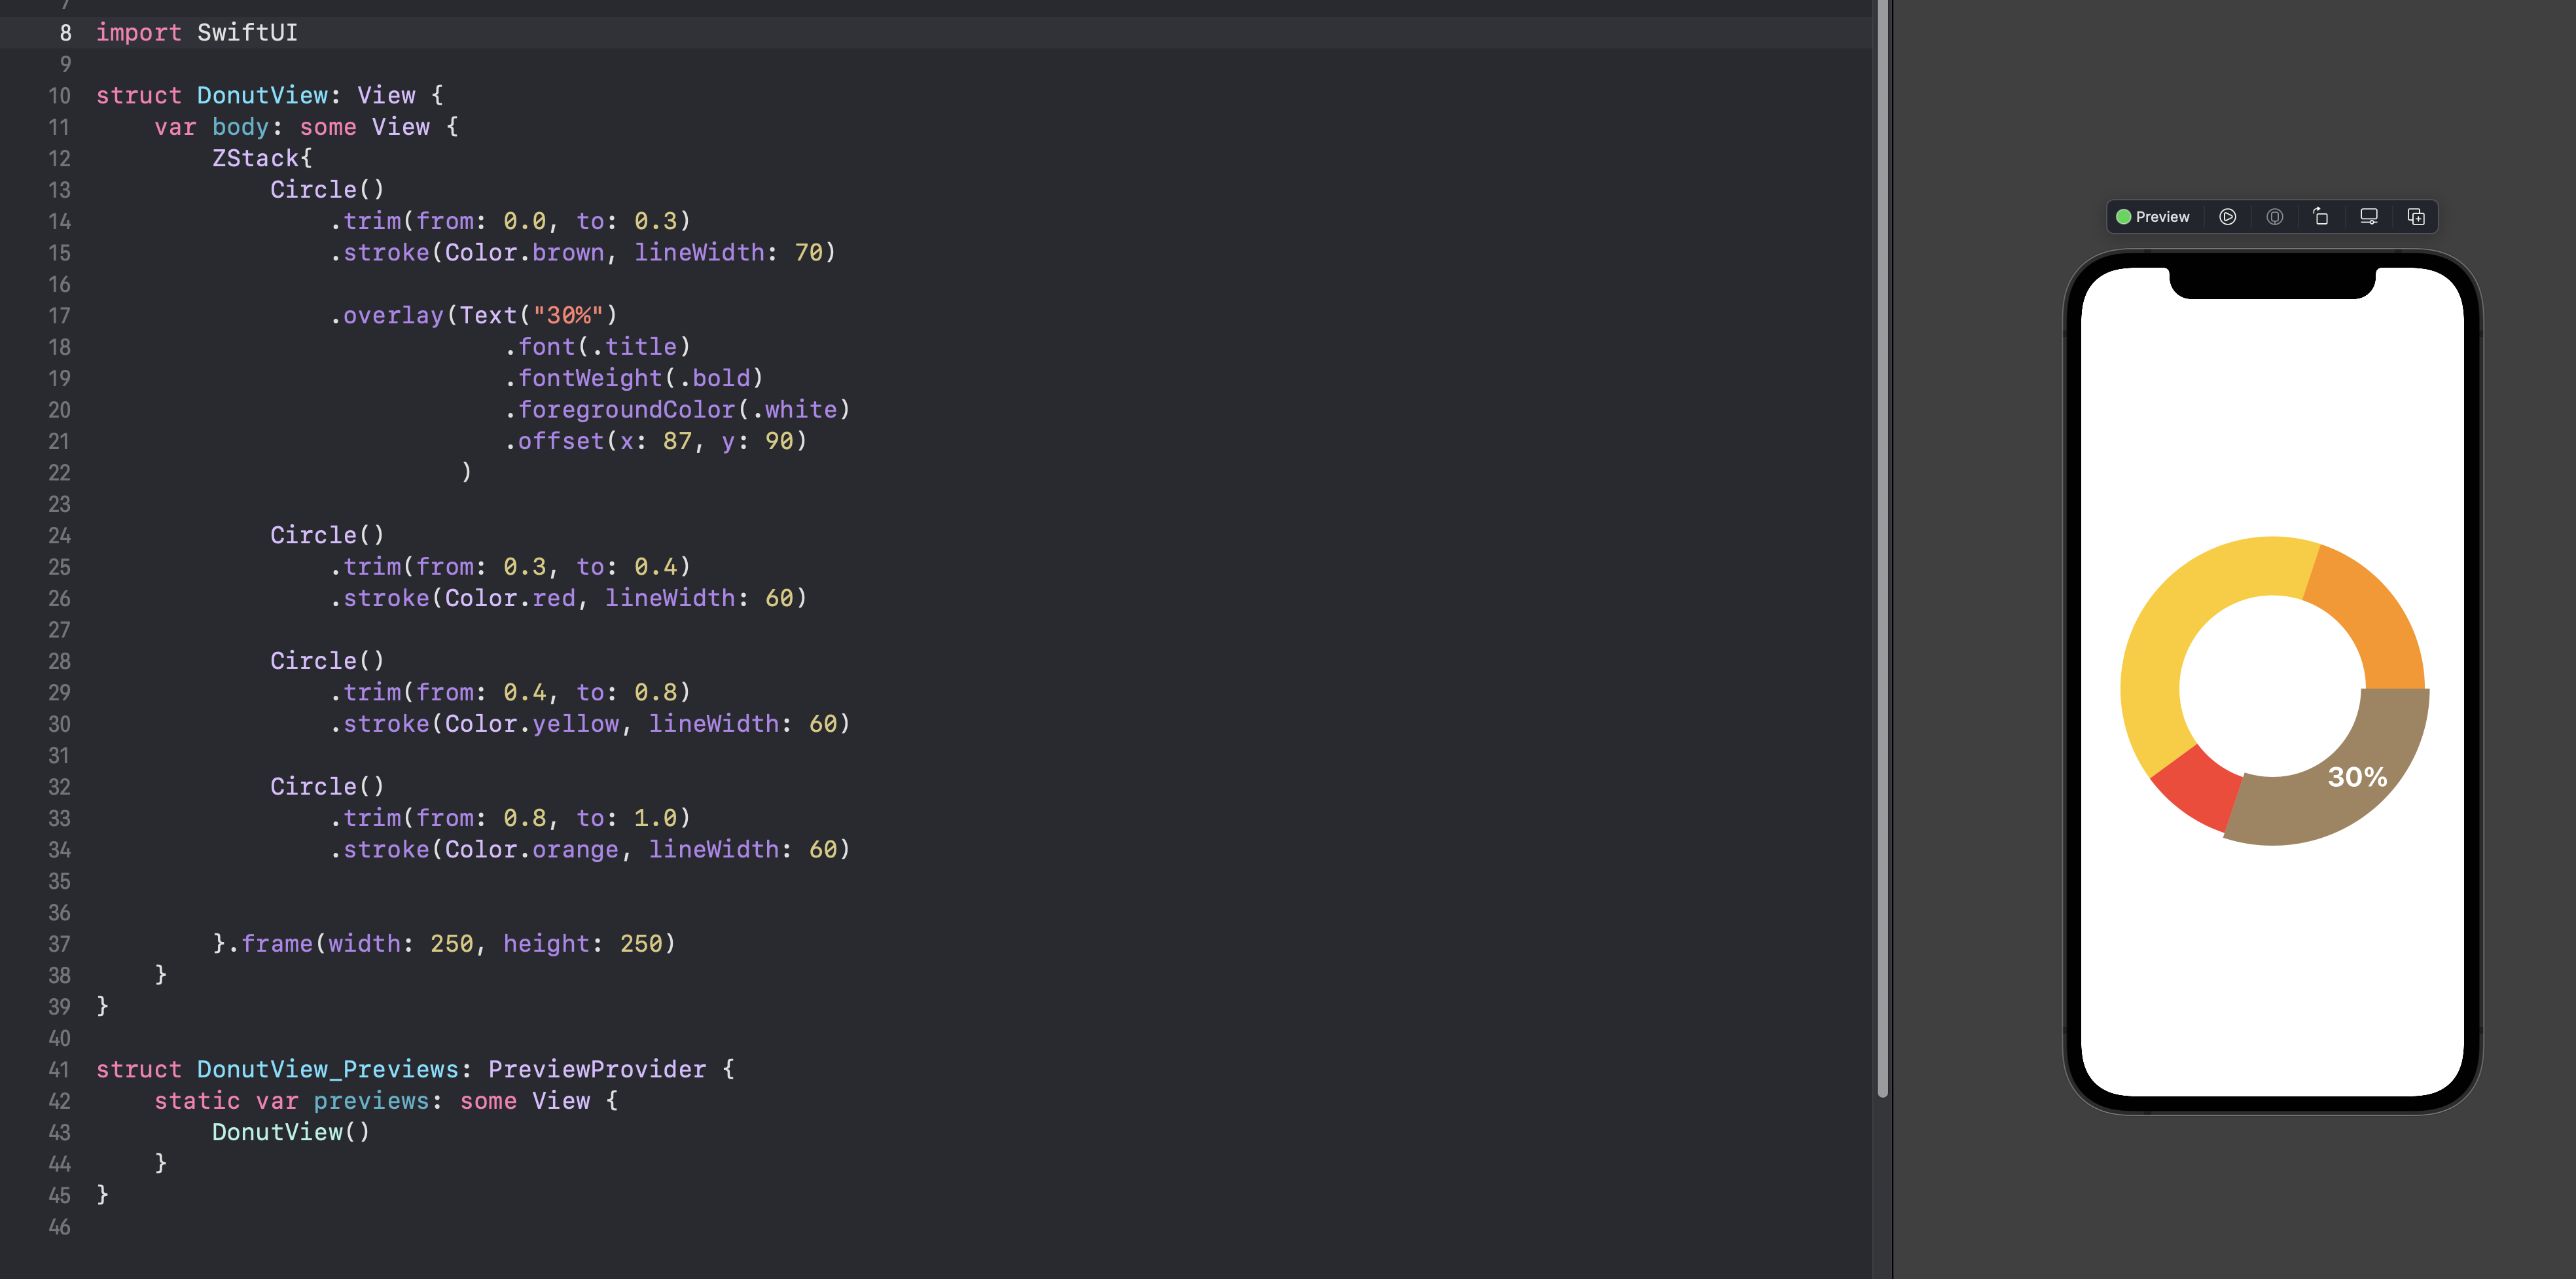 7
8 import SwiftUI
9
10 struct DonutView: View {
11 var body: some View {
12 ZStack{
13 Circle()
14 .trim(from: 0.0, to: 0.3)
15 .stroke(Color.brown, lineWidth: 70)
16
17 .overlay(Text("30%")
18 .font(.title)
19 .fontWeight(.bold)
20 .foregroundColor(.white)
21 .offset(x: 87, y: 90)
22 )
23
24 Circle()
25 .trim(from: 0.3, to: 0.4)
26 .stroke(Color.red, lineWidth: 60)
27
28 Circle()
29 .trim(from: 0.4, to: 0.8)
30 .stroke(Color.yellow, lineWidth: 60)
31
32 Circle()
33 .trim(from: 0.8, to: 1.0)
34 .stroke(Color.orange, lineWidth: 60)
35
36
37 }.frame(width: 250, height: 250)
38 }
39 }
40
41 struct DonutView_Previews: PreviewProvider {
42 static var previews: some View {
43 DonutView()
44 }
45 }
46
Preview
30%